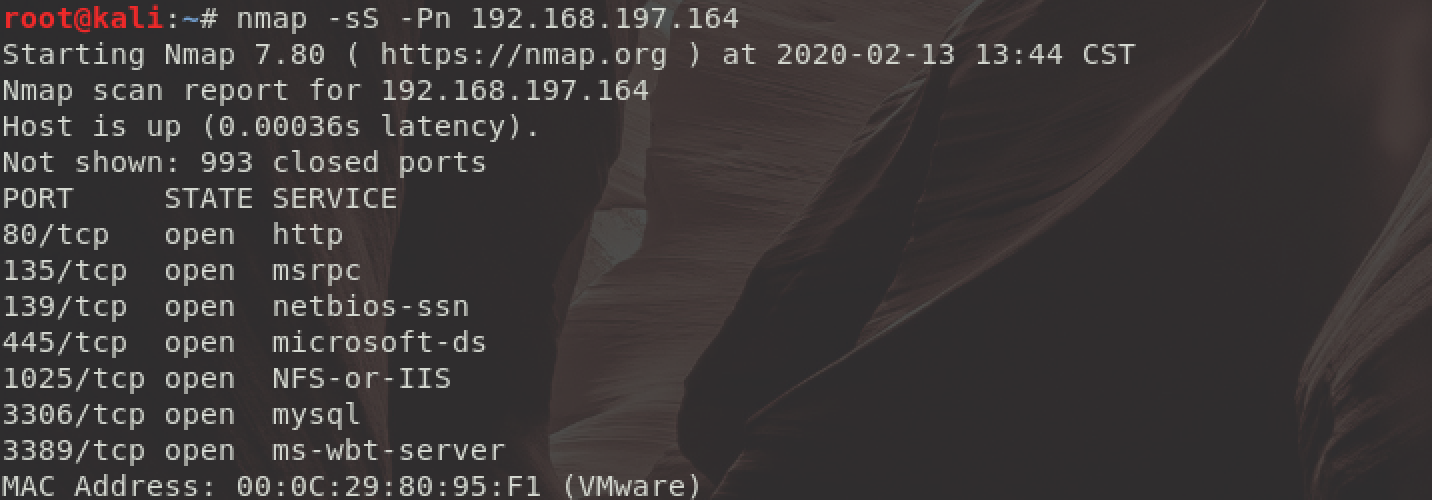 root@kali:~# nmap -sS -Pn 192.168.197.164
Starting Nmap 7.80 ( https://nmap.org ) at 2020-02-13 13:44 CST
Nmap scan report for 192.168.197.164
Host is up (0.00036s latency).
Not shown: 993 closed ports
PORT     STATE SERVICE
80/tcp   open  http
135/tcp  open  msrpc
139/tcp  open  netbios-ssn
445/tcp  open  microsoft-ds
1025/tcp open  NFS-or-IIS
3306/tcp open  mysql
3389/tcp open  ms-wbt-server
MAC Address: 00:0C:29:80:95:F1 (VMware)